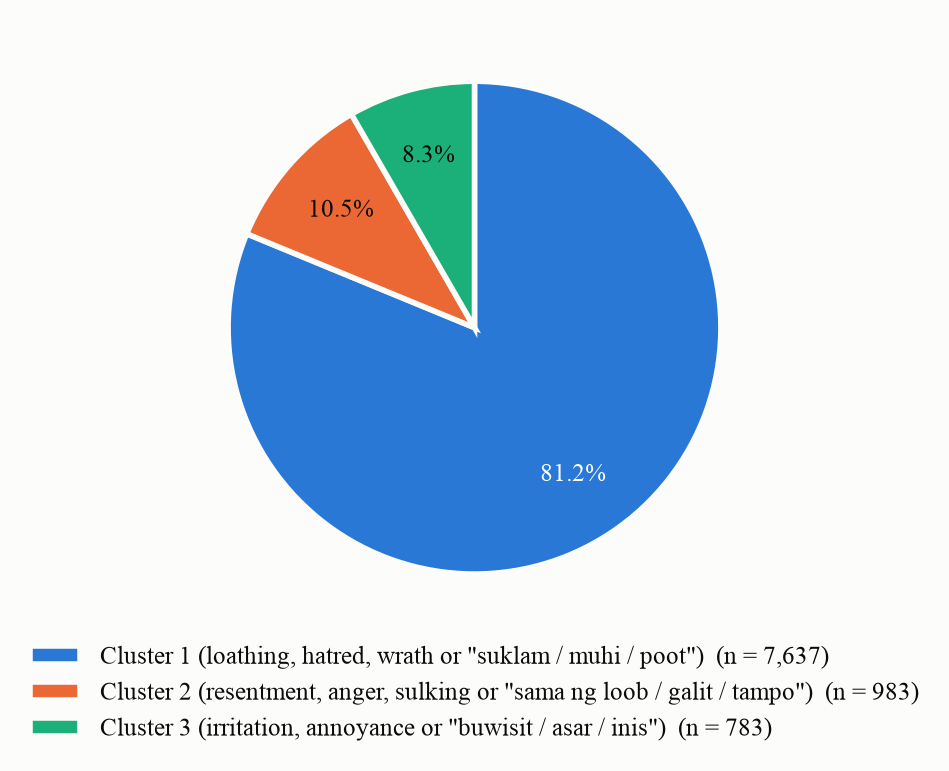 8.3%
10.5%
81.2%
Cluster 1 (loathing, hatred, wrath or "suklam / muhi / poot")  (n = 7,637)
Cluster 2 (resentment, anger, sulking or "sama ng loob / galit / tampo")  (n = 983)
Cluster 3 (irritation, annoyance or "buwisit / asar / inis")  (n = 783)